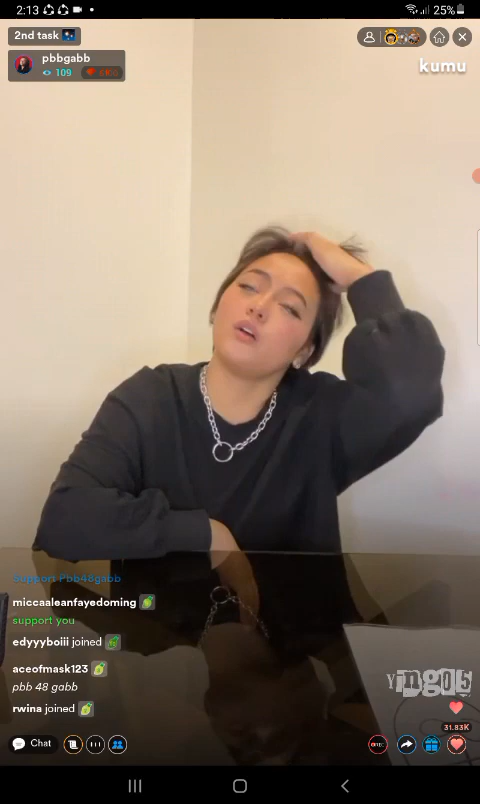 2:13
25%
2nd task
pbbgabb
109
kumu
Support Pbb48gabb
miccaaleanfayedoming
support you
edyyyboiii joined
aceofmask123
pbb 48 gabb
rwina joined
Yingo5
31.83K
Chat